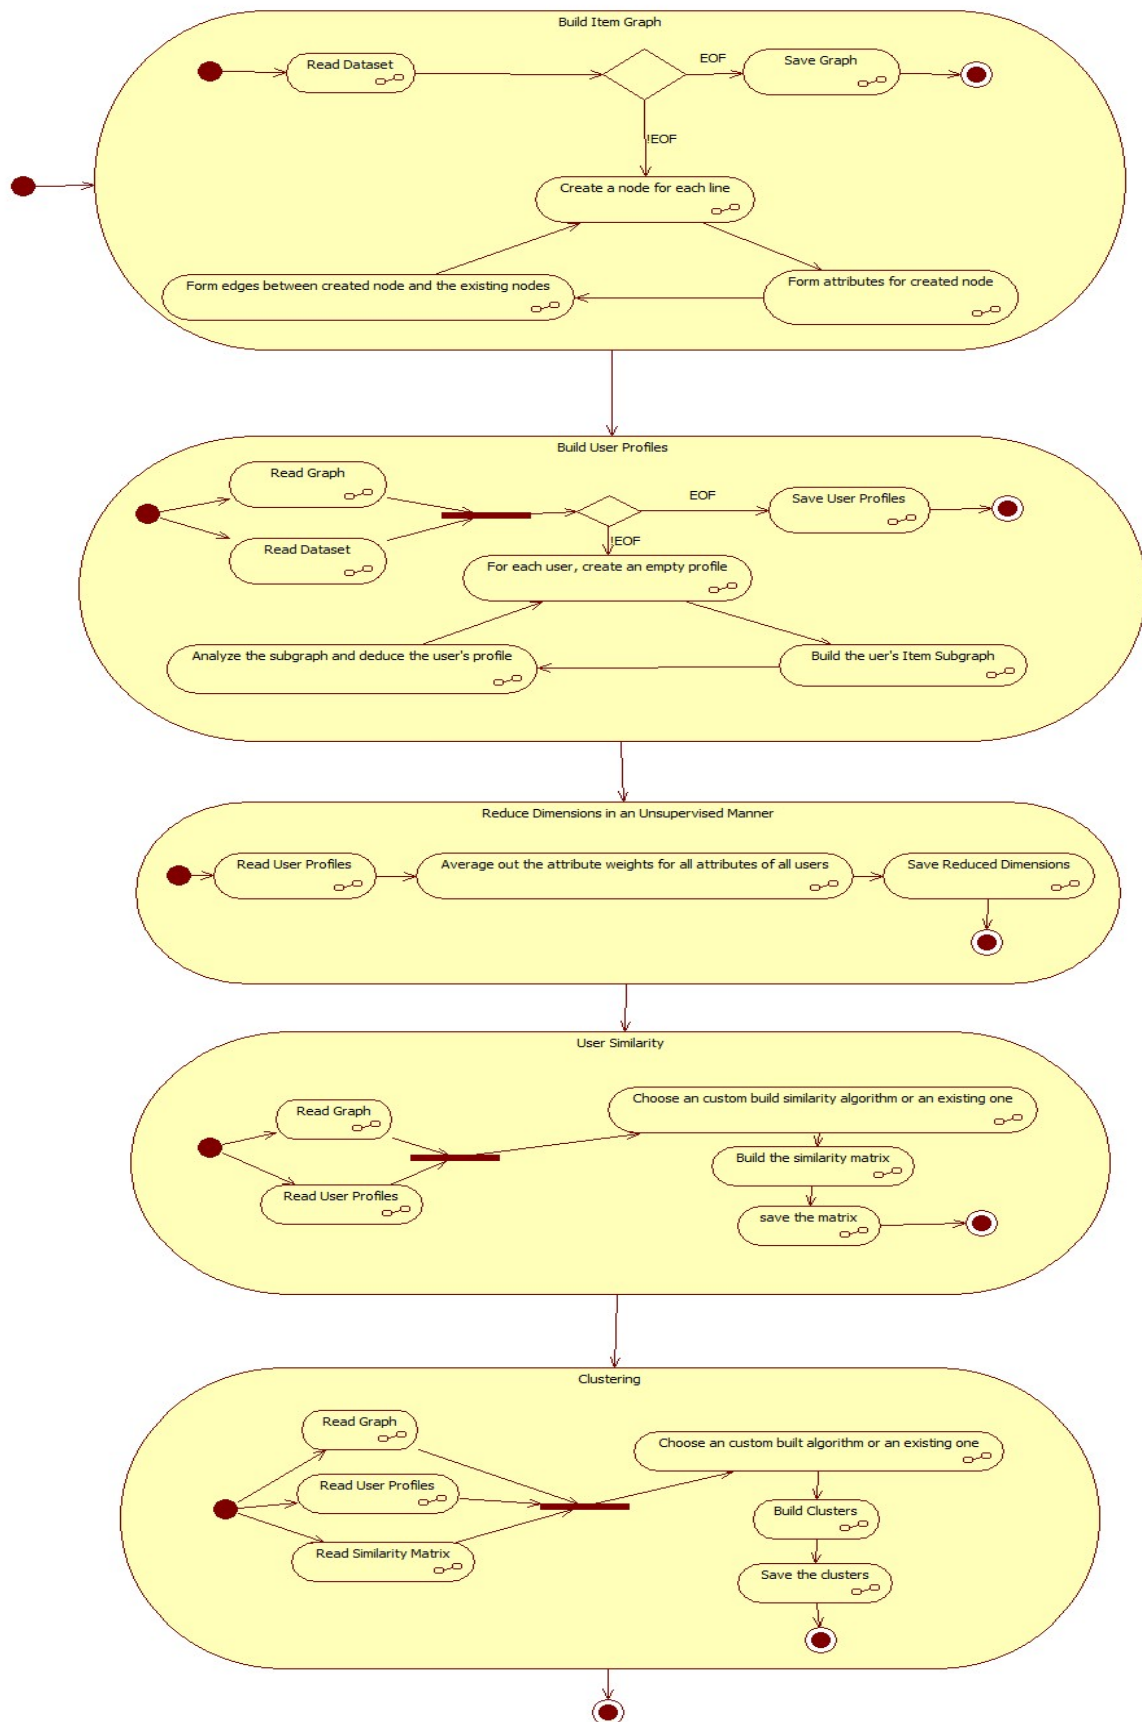 Build Item Graph
Read Dataset
EOF
Save Graph
!EOF
Create a node for each line
Form edges between created node and the existing nodes
Form attributes for created node
Build User Profiles
Read Graph
EOF
Save User Profiles
Read Dataset
!EOF
For each user, create an empty profile
Analyze the subgraph and deduce the user's profile
Build the uer's Item Subgraph
Reduce Dimensions in an Unsupervised Manner
Read User Profiles
Average out the attribute weights for all attributes of all users
Save Reduced Dimensions
User Similarity
Read Graph
Choose an custom build similarity algorithm or an existing one
Build the similarity matrix
Read User Profiles
save the matrix
Clustering
Read Graph
Choose an custom built algorithm or an existing one
Read User Profiles
Build Clusters
Read Similarity Matrix
Save the clusters